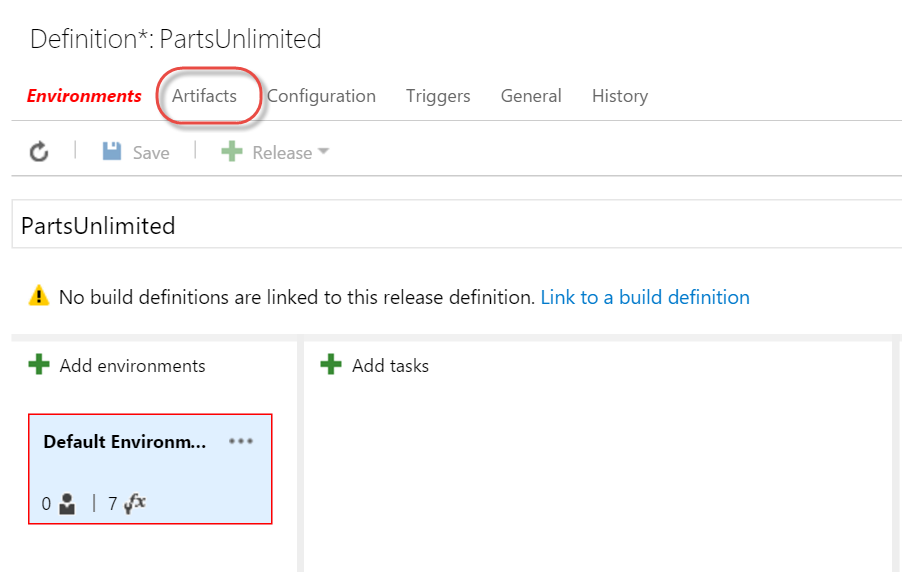 Definition*: PartsUnlimited
Environments Artifacts Configuration Triggers General History
Save Release
PartsUnlimited
No build definitions are linked to this release definition. Link to a build definition
Add environments Add tasks
Default Environm...
0 | 7 fx